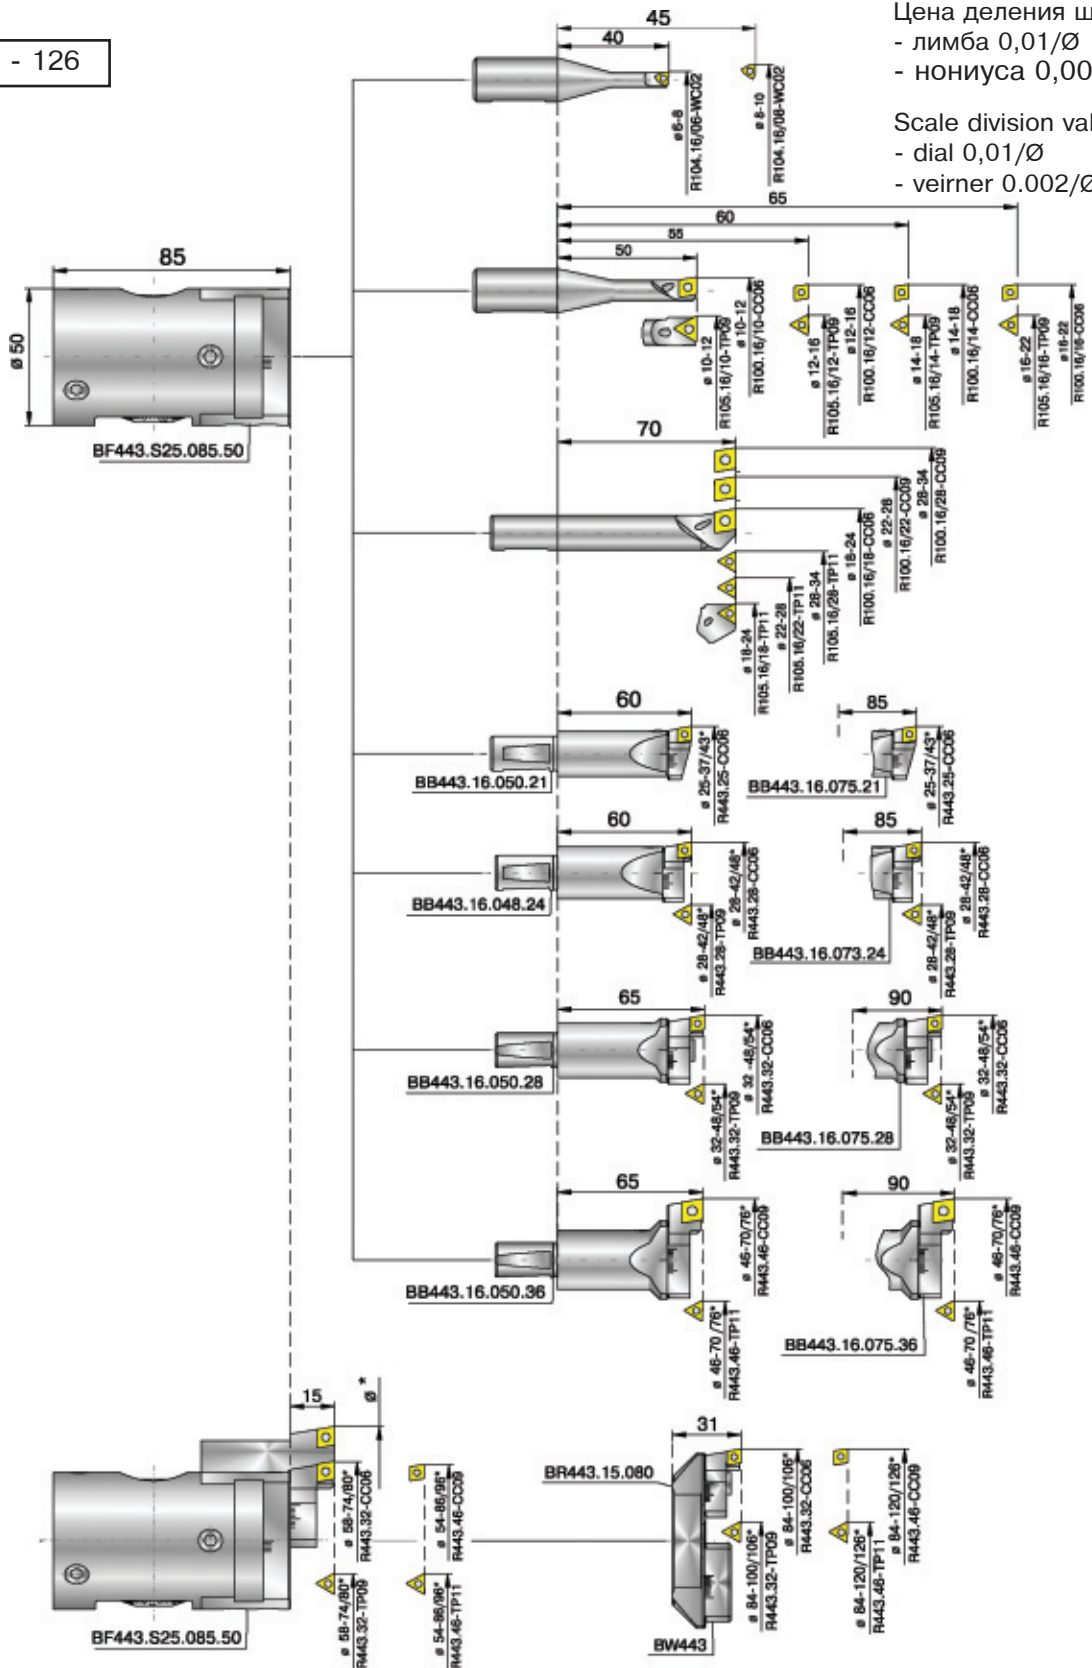 - 126
Цена деления ш
- лимба 0,01/Ø
- нониуса 0,00
Scale division val
- dial 0,01/Ø
- veirner 0.002/Ø
45
40
ø6-8
R104.16/06-WC02
ø 8-10
R104.16/08-WC02
85
ø 50
BF443.S25.085.50
65
60
55
50
ø 10-12
R105.16/10-TP09
ø 10-12
R100.16/10-CC06
ø 12-16
R105.16/12-TP09
ø 12-16
R100.16/12-CC06
ø 14-18
R105.16/14-TP09
ø 14-18
R100.16/14-CC06
ø 16-22
R105.16/16-TP09
ø16-22
R100.16/16-CC06
70
ø 18-24
R105.16/18-TP11
ø 22-28
R105.16/22-TP11
ø 28-34
R105.16/28-TP11
ø 18-24
R100.16/18-CC06
ø 22-28
R100.16/22-CC09
ø 28-34
R100.16/28-CC09
60
BB443.16.050.21
ø 25-37/43*
R443.25-CC06
85
BB443.16.075.21
ø 25-37/43*
R443.25-CC06
60
BB443.16.048.24
ø 28-42/48*
R443.28-TP09
ø 28-42/48*
R443.28-CC06
85
BB443.16.073.24
ø 28-42/48*
R443.28-TP09
ø 28-42/48*
R443.28-CC06
65
BB443.16.050.28
ø 32-48/54*
R443.32-TP09
ø 32 -48/54*
R443.32-CC06
90
BB443.16.075.28
ø 32-48/54*
R443.32-TP09
ø 32-48/54*
R443.32-CC06
65
BB443.16.050.36
ø 46-70 /76*
R443.46-TP11
ø 46-70/76*
R443.46-CC09
90
BB443.16.075.36
ø 46-70 /76*
R443.46-TP11
ø 46-70/76*
R443.46-CC09
15
ø *
BF443.S25.085.50
ø 58-74/80*
R443.32-TP09
ø 58-74/80*
R443.32-CC06
ø 54-86/96*
R443.46-TP11
ø 54-86/96*
R443.46-CC09
31
BR443.15.080
BW443
ø 84-100/106*
R443.32-TP09
ø 84-100/106*
R443.32-CC06
ø 84-120/126*
R443.46-TP11
ø 84-120/126*
R443.46-CC09